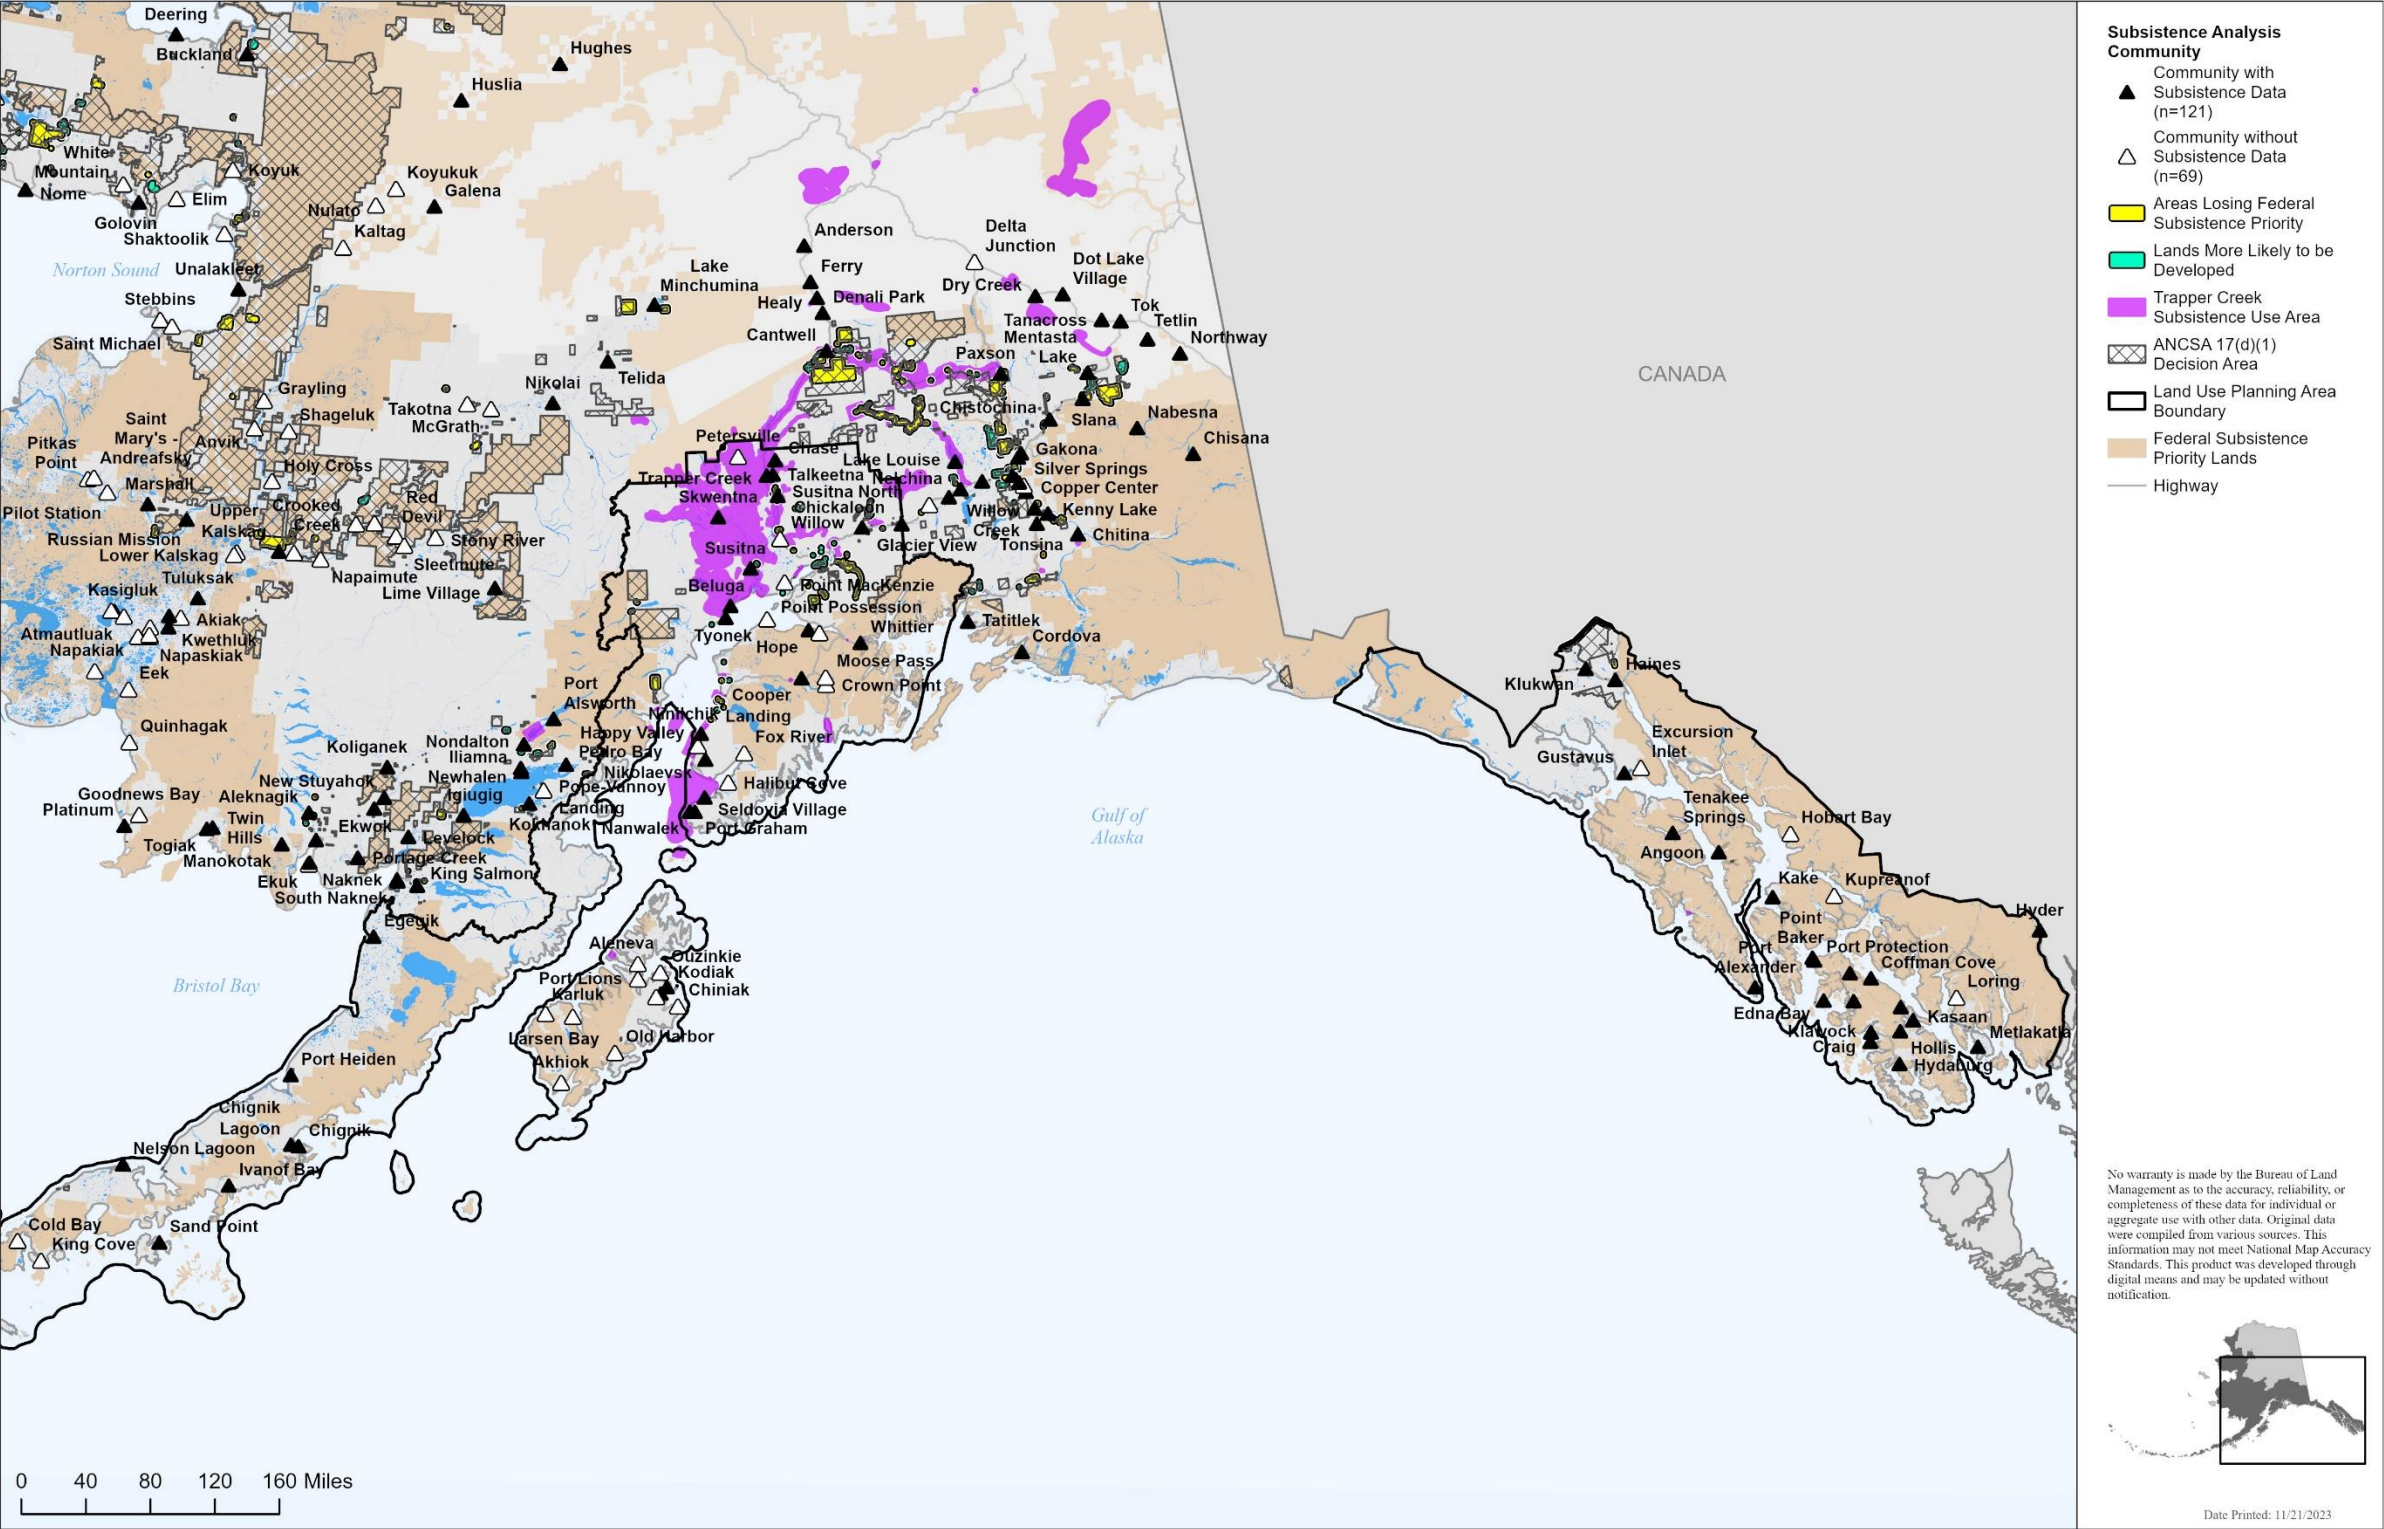 Deering
Buckland
Hughes
Huslia
White
Mountain
Nome
Koyuk
Elim
Golovin
Shaktoolik
Koyukuk
Galena
Nulato
Kaltag
Norton Sound
Unalakleet
Stebbins
Saint Michael
Anderson
Ferry
Healy
Denali Park
Cantwell
Lake
Minchumina
Delta
Junction
Dry Creek
Dot Lake
Village
Tok
Tanacross
Tetlin
Mentasta
Lake
Northway
Paxson
CANADA
Telida
Nikolai
Takotna
McGrath
Grayling
Shageluk
Anvik
Holy Cross
Saint
Mary's -
Andreafsky
Pitkas
Point
Marshall
Pilot Station
Russian Mission
Upper
Kalskag
Lower Kalskag
Crooked
Creek
Red
Devil
Stony River
Sleetmute
Napaimute
Lime Village
Tuluksak
Kasigluk
Akiak
Atmautluak
Kwethluk
Napakiak
Napaskiak
Eek
Quinhagak
Petersville
Chase
Lake Louise
Trapper Creek
Talkeetna
Nelchina
Skwentna
Susitna North
Chickaloon
Willow
Susitna
Glacier View
Beluga
Point MacKenzie
Point Possession
Tyonek
Whittier
Hope
Moose Pass
Crown Point
Cooper
Landing
Chistochina
Slana
Nabesna
Chisana
Gakona
Silver Springs
Copper Center
Willow
Creek
Kenny Lake
Tonsina
Chitina
Tatitlek
Cordova
Port
Alsworth
Ninilchik
Happy Valley
Fox River
Nondalton
Iliamna
Pedro Bay
Newhalen
Nikolaevsk
Igiugig
Pope-Vannoy
Landing
Kokhanok
Halibut Cove
Seldovia Village
Nanwalek
Port Graham
Koliganek
New Stuyahok
Goodnews Bay
Aleknagik
Platinum
Twin
Hills
Ekwok
Levelock
Togiak
Manokotak
Portage Creek
Ekuk
Naknek
King Salmon
South Naknek
Egegik
Bristol Bay
Aleneva
Ouzinkie
Port Lions
Kodiak
Karluk
Chiniak
Larsen Bay
Old Harbor
Akhiok
Port Heiden
Chignik
Lagoon
Chignik
Nelson Lagoon
Ivanof Bay
Cold Bay
Sand Point
King Cove
Gulf of
Alaska
Klukwan
Haines
Excursion
Inlet
Gustavus
Tenakee
Springs
Hobart Bay
Angoon
Kake
Kupreanof
Hyder
Point
Baker
Port
Alexander
Port Protection
Coffman Cove
Loring
Edna Bay
Kasaan
Klawock
Metlakatla
Craig
Hollis
Hydaburg
0 40 80 120 160 Miles
Subsistence Analysis
Community
Community with
Subsistence Data
(n=121)
Community without
Subsistence Data
(n=69)
Areas Losing Federal
Subsistence Priority
Lands More Likely to be
Developed
Trapper Creek
Subsistence Use Area
ANCSA 17(d)(1)
Decision Area
Land Use Planning Area
Boundary
Federal Subsistence
Priority Lands
Highway
No warranty is made by the Bureau of Land
Management as to the accuracy, reliability, or
completeness of these data for individual or
aggregate use with other data. Original data
were compiled from various sources. This
information may not meet National Map Accuracy
Standards. This product was developed through
digital means and may be updated without
notification.
Date Printed: 11/21/2023